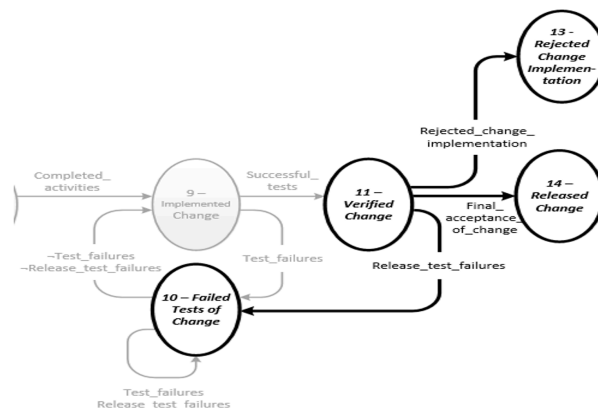 13 -
Rejected
Change
Implemen-
tation
Rejected_change_
implementation
Completed_
activities
9 –
Implemented
Change
Successful_
tests
11 –
Verified
Change
14 –
Released
Change
Final_
acceptance_
of_change
¬Test_failures
¬Release_test_failures
Test_failures
Release_test_failures
10 – Failed
Tests of
Change
Test_failures
Release_test_failures